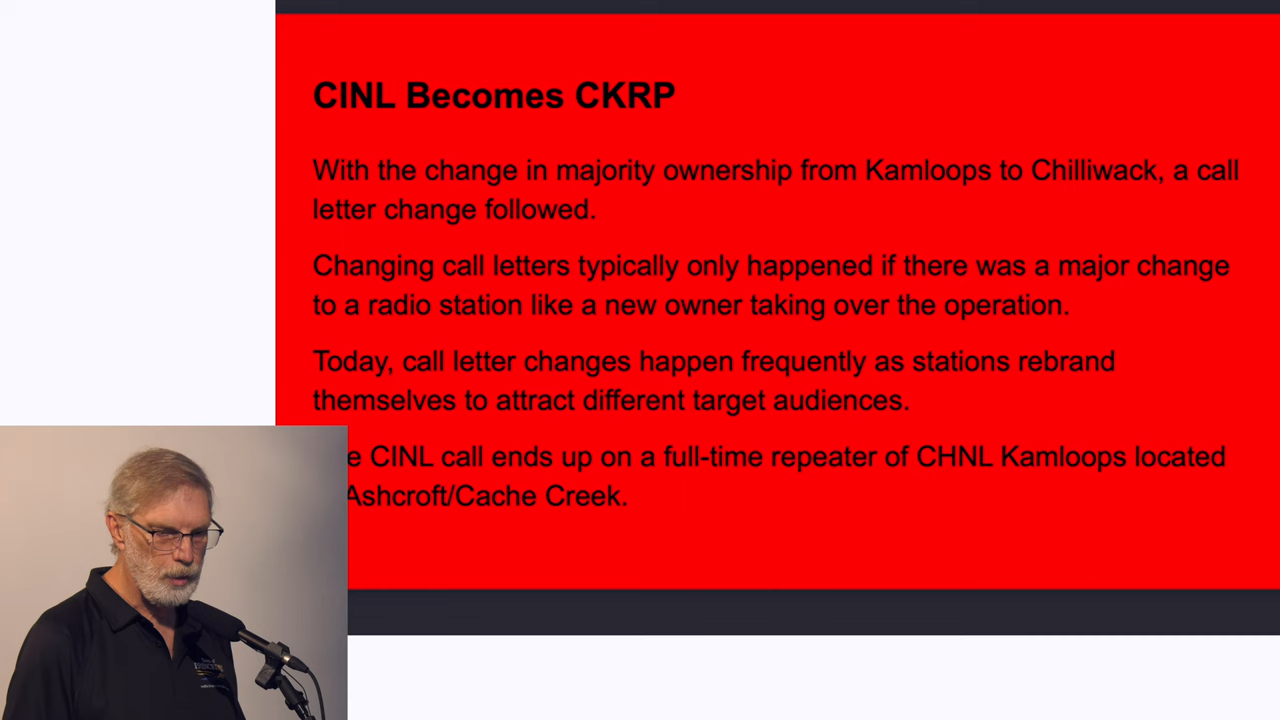 CINL Becomes CKRP
With the change in majority ownership from Kamloops to Chilliwack, a call
letter change followed.
Changing call letters typically only happened if there was a major change
to a radio station like a new owner taking over the operation.
Today, call letter changes happen frequently as stations rebrand
themselves to attract different target audiences.
e CINL call ends up on a full-time repeater of CHNL Kamloops located
Ashcroft/Cache Creek.